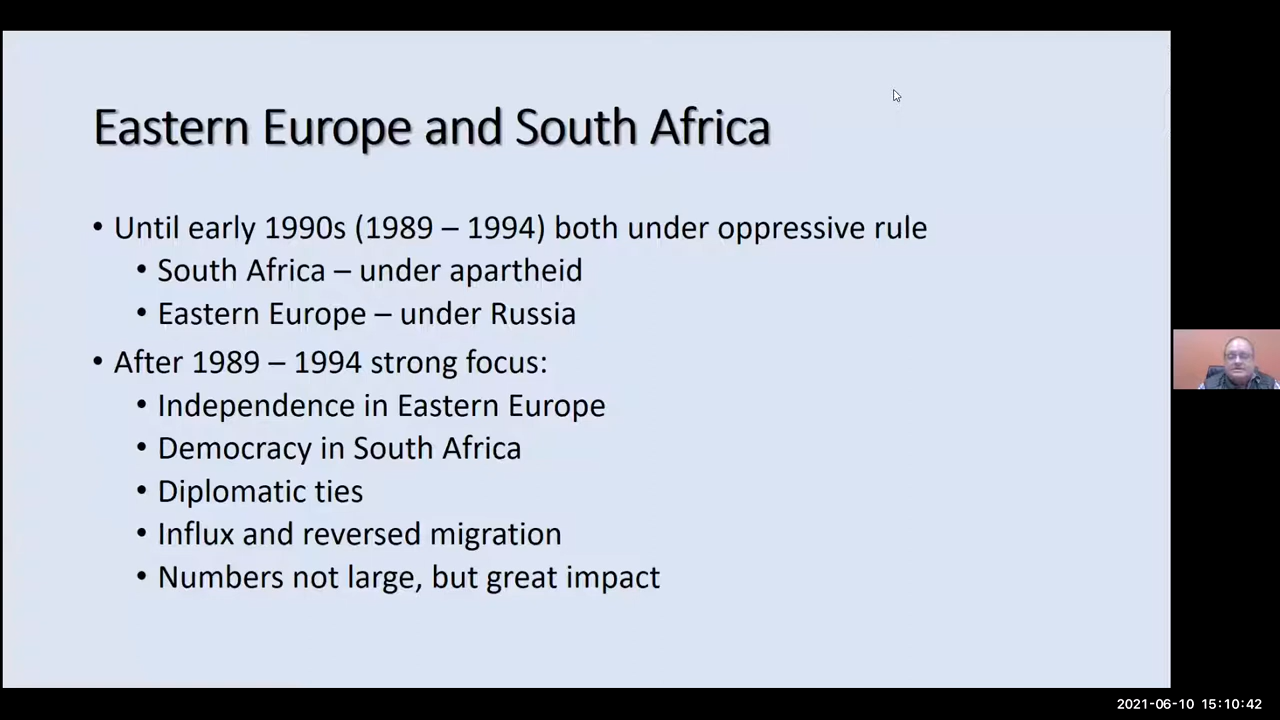 Eastern Europe and South Africa
• Until early 1990s (1989 – 1994) both under oppressive rule
• South Africa – under apartheid
• Eastern Europe – under Russia
• After 1989 – 1994 strong focus:
• Independence in Eastern Europe
• Democracy in South Africa
• Diplomatic ties
• Influx and reversed migration
• Numbers not large, but great impact
2021-06-10 15:10:42